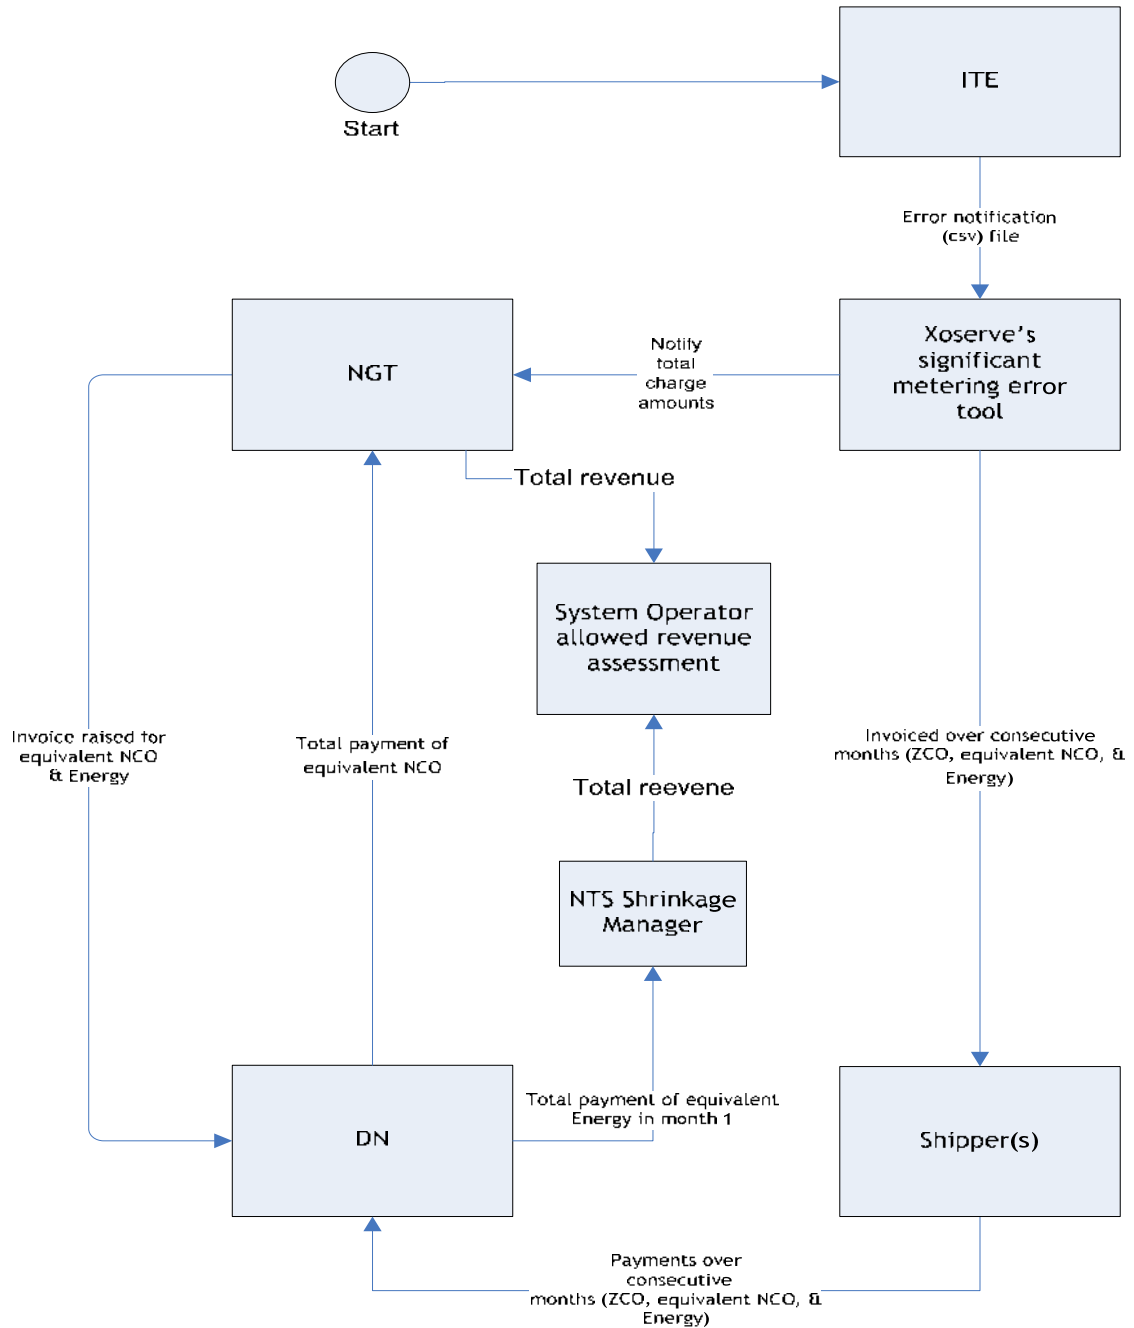 ITE
Start
Error notification
(csv) file
Xoserve's
significant
metering error
tool
Notify
total
charge
amounts
NGT
Total revenue
System Operator
allowed revenue
assessment
Invoice raised for
equivalent NCO
& Energy
Total payment of
equivalent NCO
Invoiced over consecutive
months (ZCO, equivalent NCO, &
Energy)
Total reevene
NTS Shrinkage
Manager
Total payment of equivalent
Energy in month 1
DN
Shipper(s)
Payments over
consecutive
months (ZCO, equivalent NCO, &
Energy)